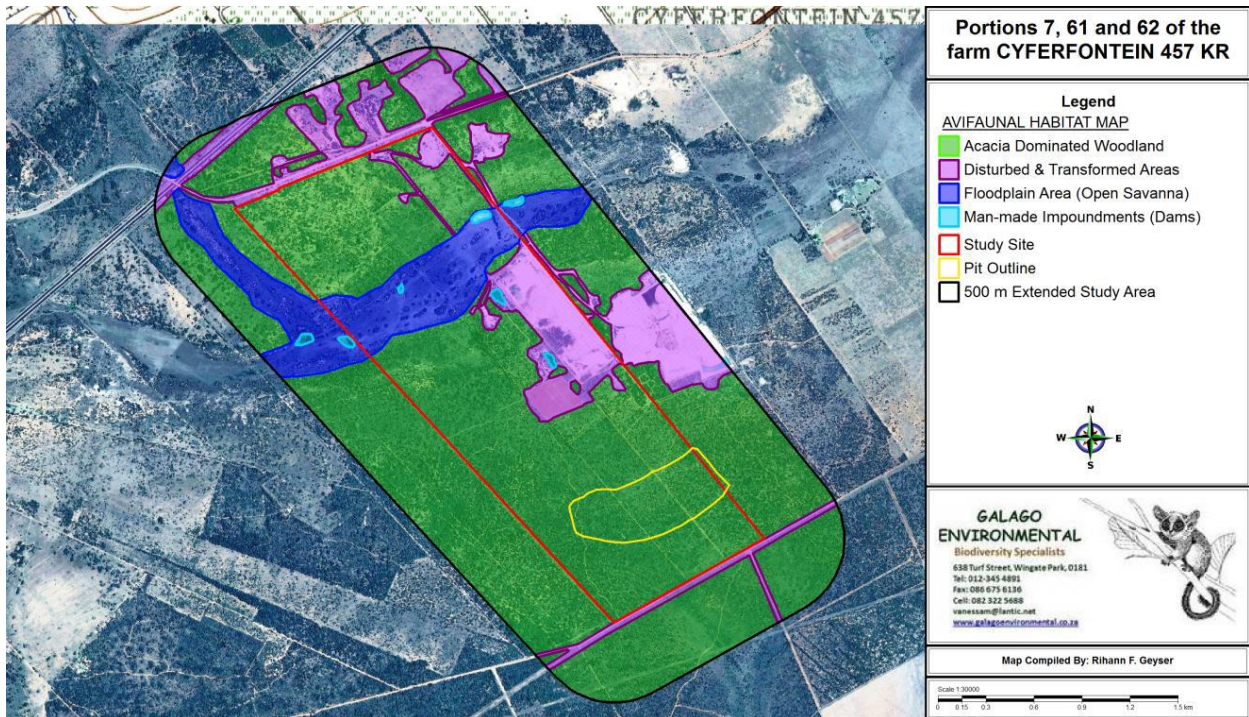 CYFERFONTEIN 457
Portions 7, 61 and 62 of the
farm CYFERFONTEIN 457 KR
Legend
AVIFAUNAL HABITAT MAP
Acacia Dominated Woodland
Disturbed & Transformed Areas
Floodplain Area (Open Savanna)
Man-made Impoundments (Dams)
Study Site
Pit Outline
500 m Extended Study Area
N
W E
S
GALAGO
ENVIRONMENTAL
Biodiversity Specialists
638 Turf Street, Wingate Park, 0181
Tel: 012-345 4891
Fax: 086 675 6136
Cell: 082 322 5688
vanessam@lantic.net
www.galagoenvironmental.co.za
Map Compiled By: Rihann F. Geyser
Scale 1:30000
0 0.15 0.3 0.6 0.9 1.2 1.5 km